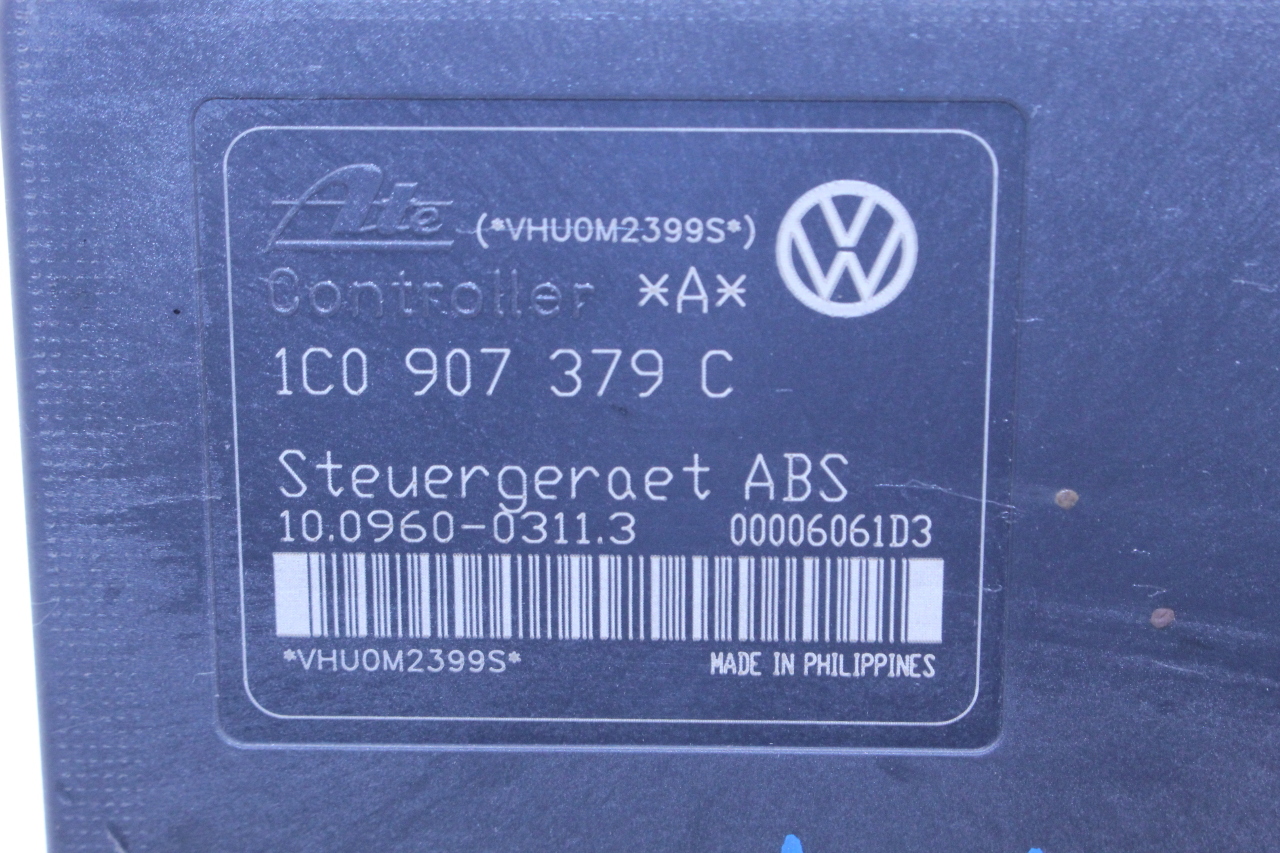 Ate (*VHU0M2399S*)
Controller *A*
1C0 907 379 C
Steuergeraet ABS
10.0960-0311.3 00006061D3
*VHU0M2399S* MADE IN PHILIPPINES